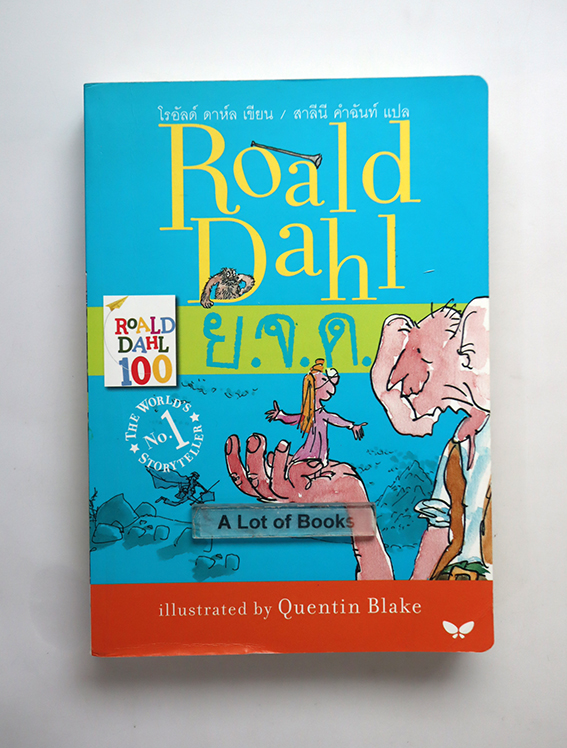 โรอัลด์ ดาห์ล เขียน / สาลีนี คำฉันท์ แปล
Roald
Dahl
ย.จ.ด.
ROALD
DAHL
100
THE WORLD'S
No.1
STORYTELLER
A Lot of Books
illustrated by Quentin Blake